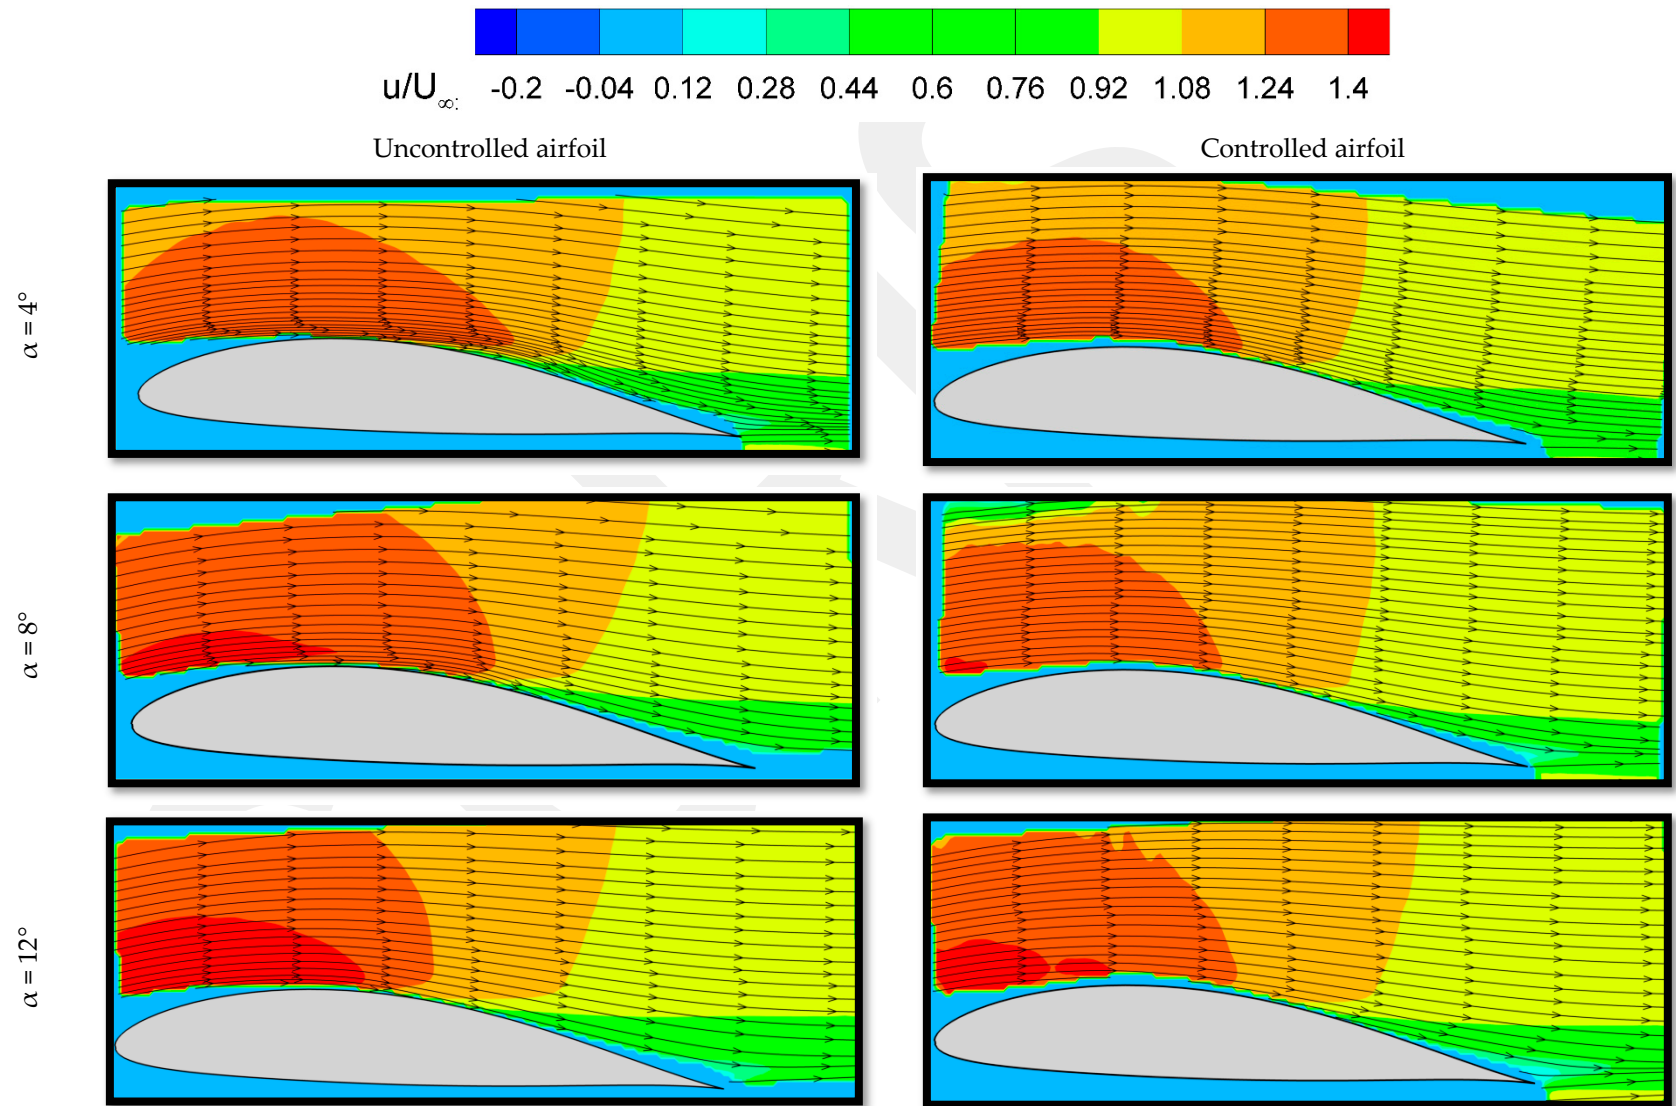 u/U∞: -0.2 -0.04 0.12 0.28 0.44 0.6 0.76 0.92 1.08 1.24 1.4
Uncontrolled airfoil Controlled airfoil
α = 4°
α = 8°
α = 12°